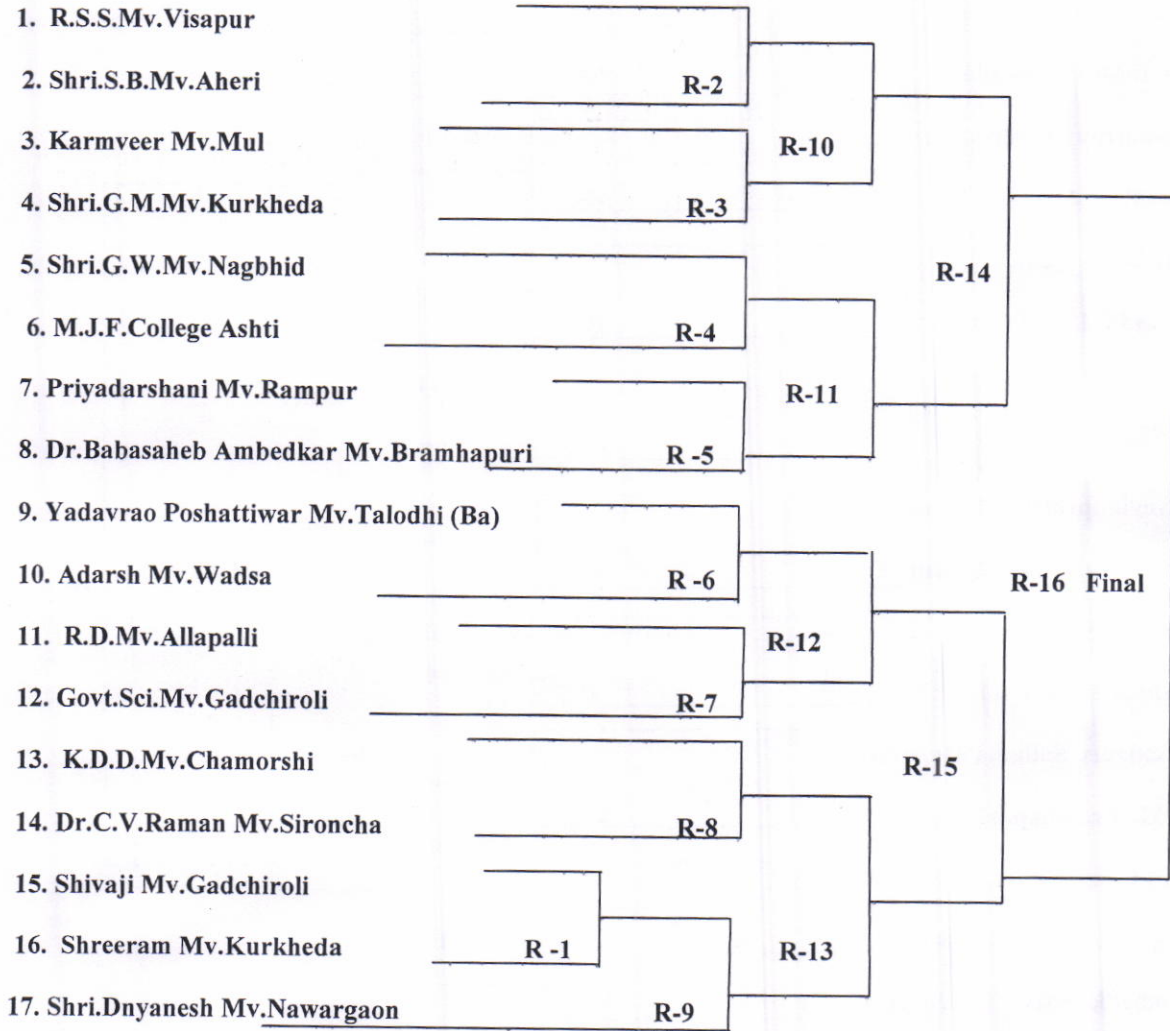 1. R.S.S.Mv.Visapur
2. Shri.S.B.Mv.Aheri
R-2
3. Karmveer Mv.Mul
R-10
4. Shri.G.M.Mv.Kurkheda
R-3
5. Shri.G.W.Mv.Nagbhid
R-14
6. M.J.F.College Ashti
R-4
7. Priyadarshani Mv.Rampur
R-11
8. Dr.Babasaheb Ambedkar Mv.Bramhapuri
R -5
9. Yadavrao Poshattiwar Mv.Talodhi (Ba)
10. Adarsh Mv.Wadsa
R -6
R-16 Final
11. R.D.Mv.Allapalli
R-12
12. Govt.Sci.Mv.Gadchiroli
R-7
13. K.D.D.Mv.Chamorshi
R-15
14. Dr.C.V.Raman Mv.Sironcha
R-8
15. Shivaji Mv.Gadchiroli
16. Shreeram Mv.Kurkheda
R -1
R-13
17. Shri.Dnyanesh Mv.Nawargaon
R-9